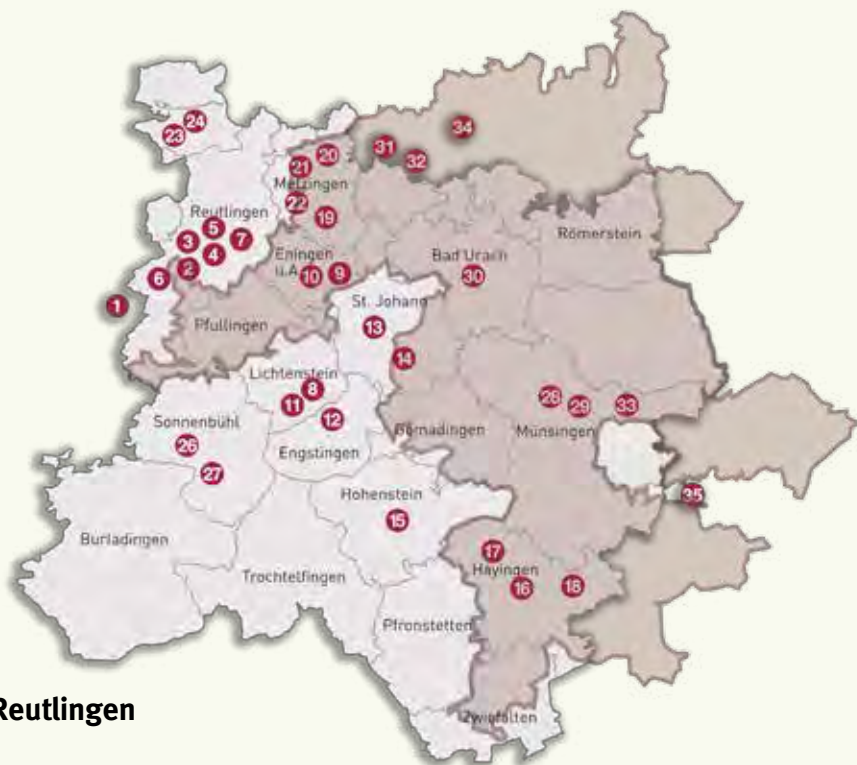 24
23
34
31
20
32
21
Metzingen
22
Reutlingen
19
5
3
7
4
Römerstein
Eningen
u.A.
Bad Urach
2
6
10
9
30
1
St. Johann
13
Pfullingen
14
Lichtenstein
8
28
11
29
33
Sonnenbühl
12
Gomadingen
Münsingen
26
Engstingen
27
Hohenstein
35
15
Burladingen
17
Hayingen
Trochtelfingen
16
18
Pfronstetten
Reutlingen
Zwiefalten